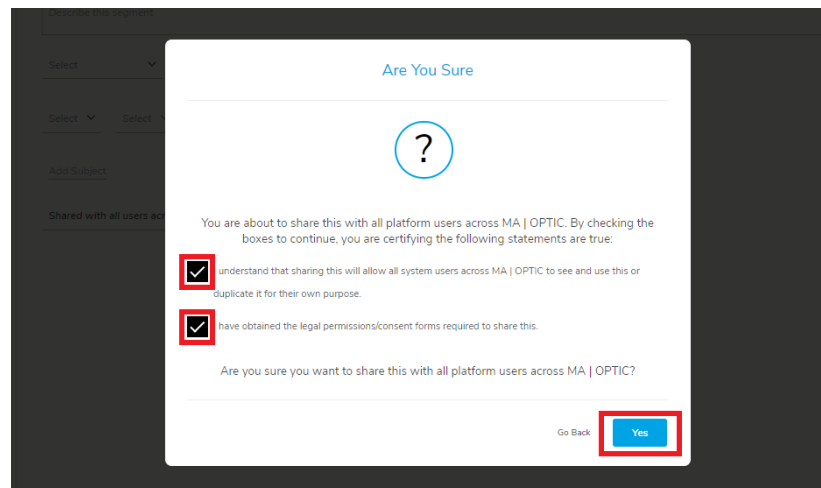 Describe this segment
Select
Are You Sure
?
Select Select
Add Subject
Shared with all users acr
You are about to share this with all platform users across MA | OPTIC. By checking the
boxes to continue, you are certifying the following statements are true:
understand that sharing this will allow all system users across MA | OPTIC to see and use this or
duplicate it for their own purpose.
have obtained the legal permissions/consent forms required to share this.
Are you sure you want to share this with all platform users across MA | OPTIC?
Go Back Yes